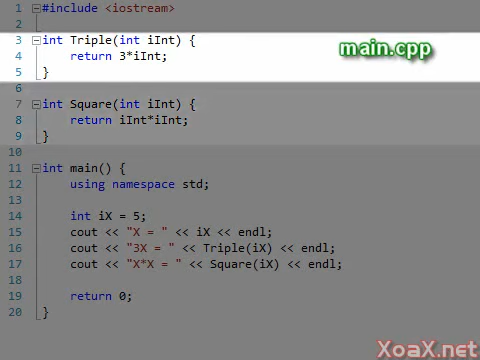 main.cpp
1 #include <iostream>
2
3 int Triple(int iInt) {
4 return 3*iInt;
5 }
6
7 int Square(int iInt) {
8 return iInt*iInt;
9 }
10
11 int main() {
12 using namespace std;
13
14 int iX = 5;
15 cout << "X = " << iX << endl;
16 cout << "3X = " << Triple(iX) << endl;
17 cout << "X*X = " << Square(iX) << endl;
18
19 return 0;
20 }
XoaX.net